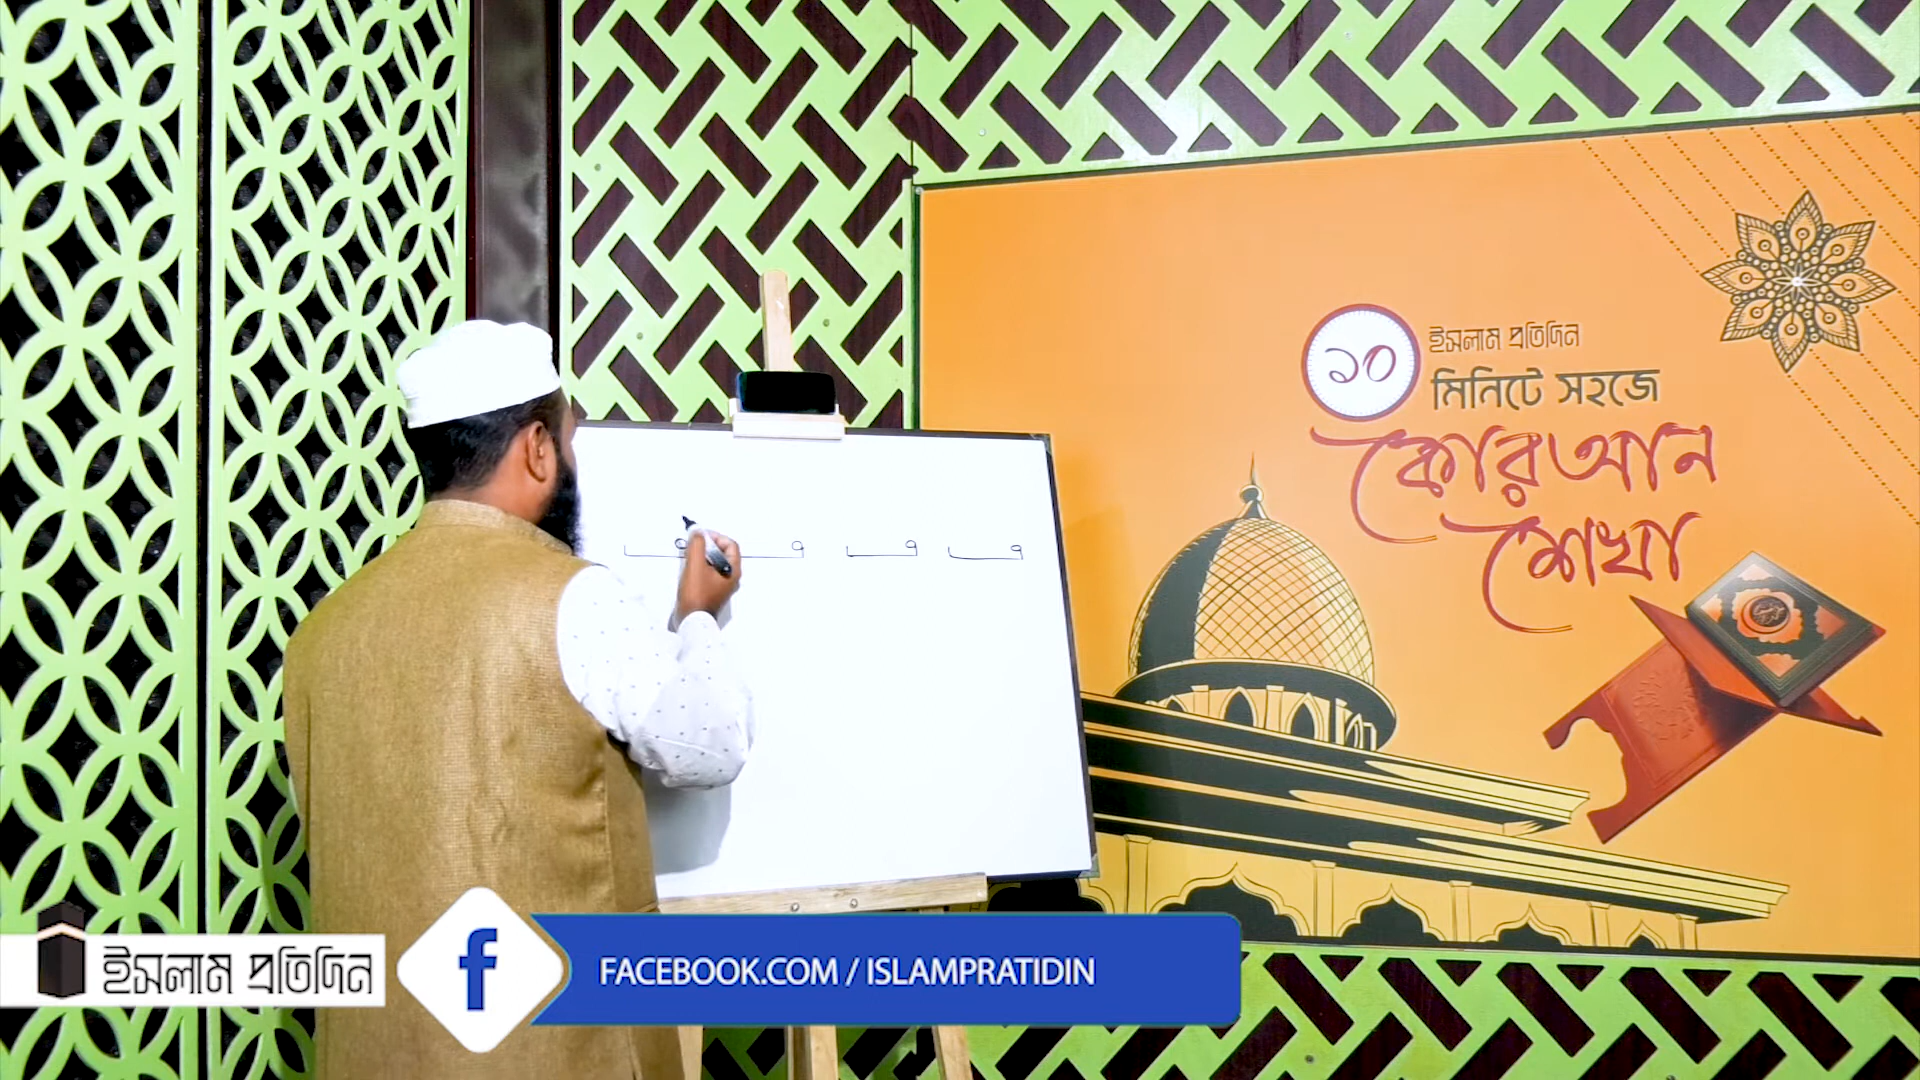 ১০
ইসলাম প্রতিদিন
মিনিটে সহজে
কোরআন
শেখা
ইসলাম প্রতিদিন
f
FACEBOOK.COM / ISLAMPRATIDIN